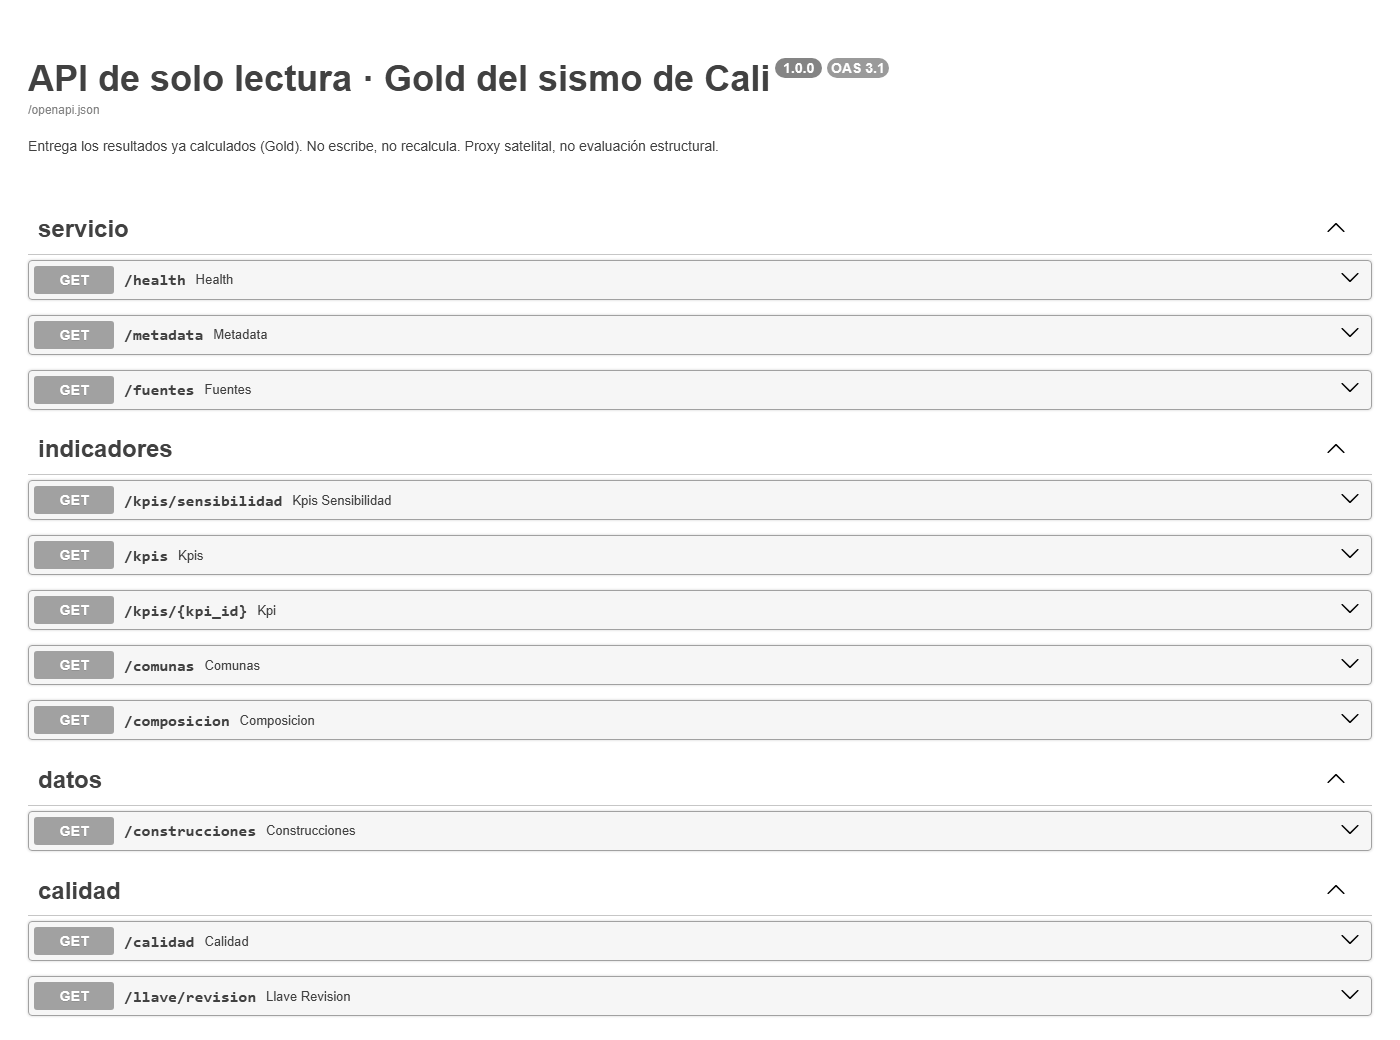 API de solo lectura · Gold del sismo de Cali 1.0.0 OAS 3.1
/openapi.json
Entrega los resultados ya calculados (Gold). No escribe, no recalcula. Proxy satelital, no evaluación estructural.
servicio
GET /health Health
GET /metadata Metadata
GET /fuentes Fuentes
indicadores
GET /kpis/sensibilidad Kpis Sensibilidad
GET /kpis Kpis
GET /kpis/{kpi_id} Kpi
GET /comunas Comunas
GET /composicion Composicion
datos
GET /construcciones Construcciones
calidad
GET /calidad Calidad
GET /llave/revision Llave Revision